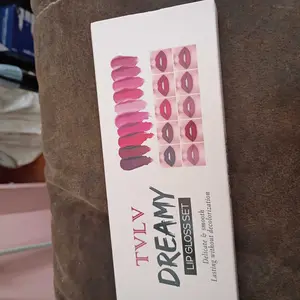 TVLV
DREAMY
LIP GLOSS SET
Delicate & smooth
Lasting without decolorization